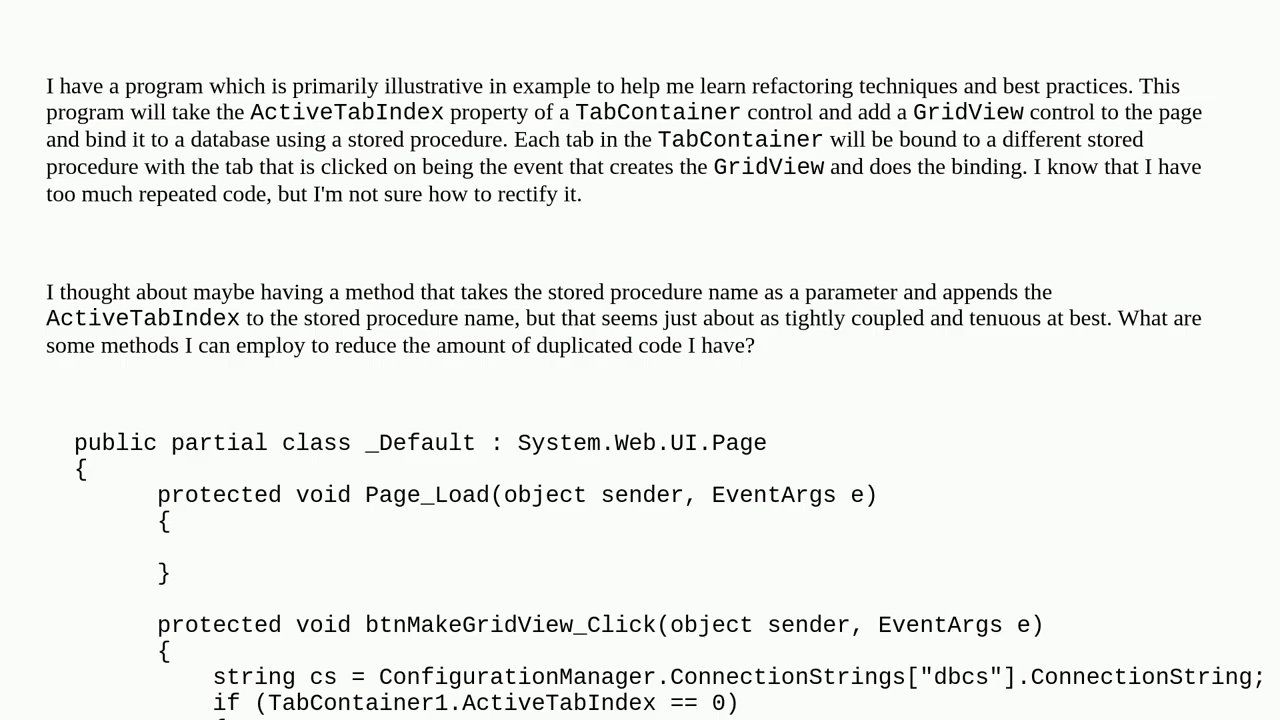 I have a program which is primarily illustrative in example to help me learn refactoring techniques and best practices. This
program will take the ActiveTabIndex property of a TabContainer control and add a GridView control to the page
and bind it to a database using a stored procedure. Each tab in the TabContainer will be bound to a different stored
procedure with the tab that is clicked on being the event that creates the GridView and does the binding. I know that I have
too much repeated code, but I'm not sure how to rectify it.
I thought about maybe having a method that takes the stored procedure name as a parameter and appends the
ActiveTabIndex to the stored procedure name, but that seems just about as tightly coupled and tenuous at best. What are
some methods I can employ to reduce the amount of duplicated code I have?
public partial class _Default : System.Web.UI.Page
{
protected void Page_Load(object sender, EventArgs e)
{
}
protected void btnMakeGridView_Click(object sender, EventArgs e)
{
string cs = ConfigurationManager.ConnectionStrings["dbcs"].ConnectionString;
if (TabContainer1.ActiveTabIndex == 0)